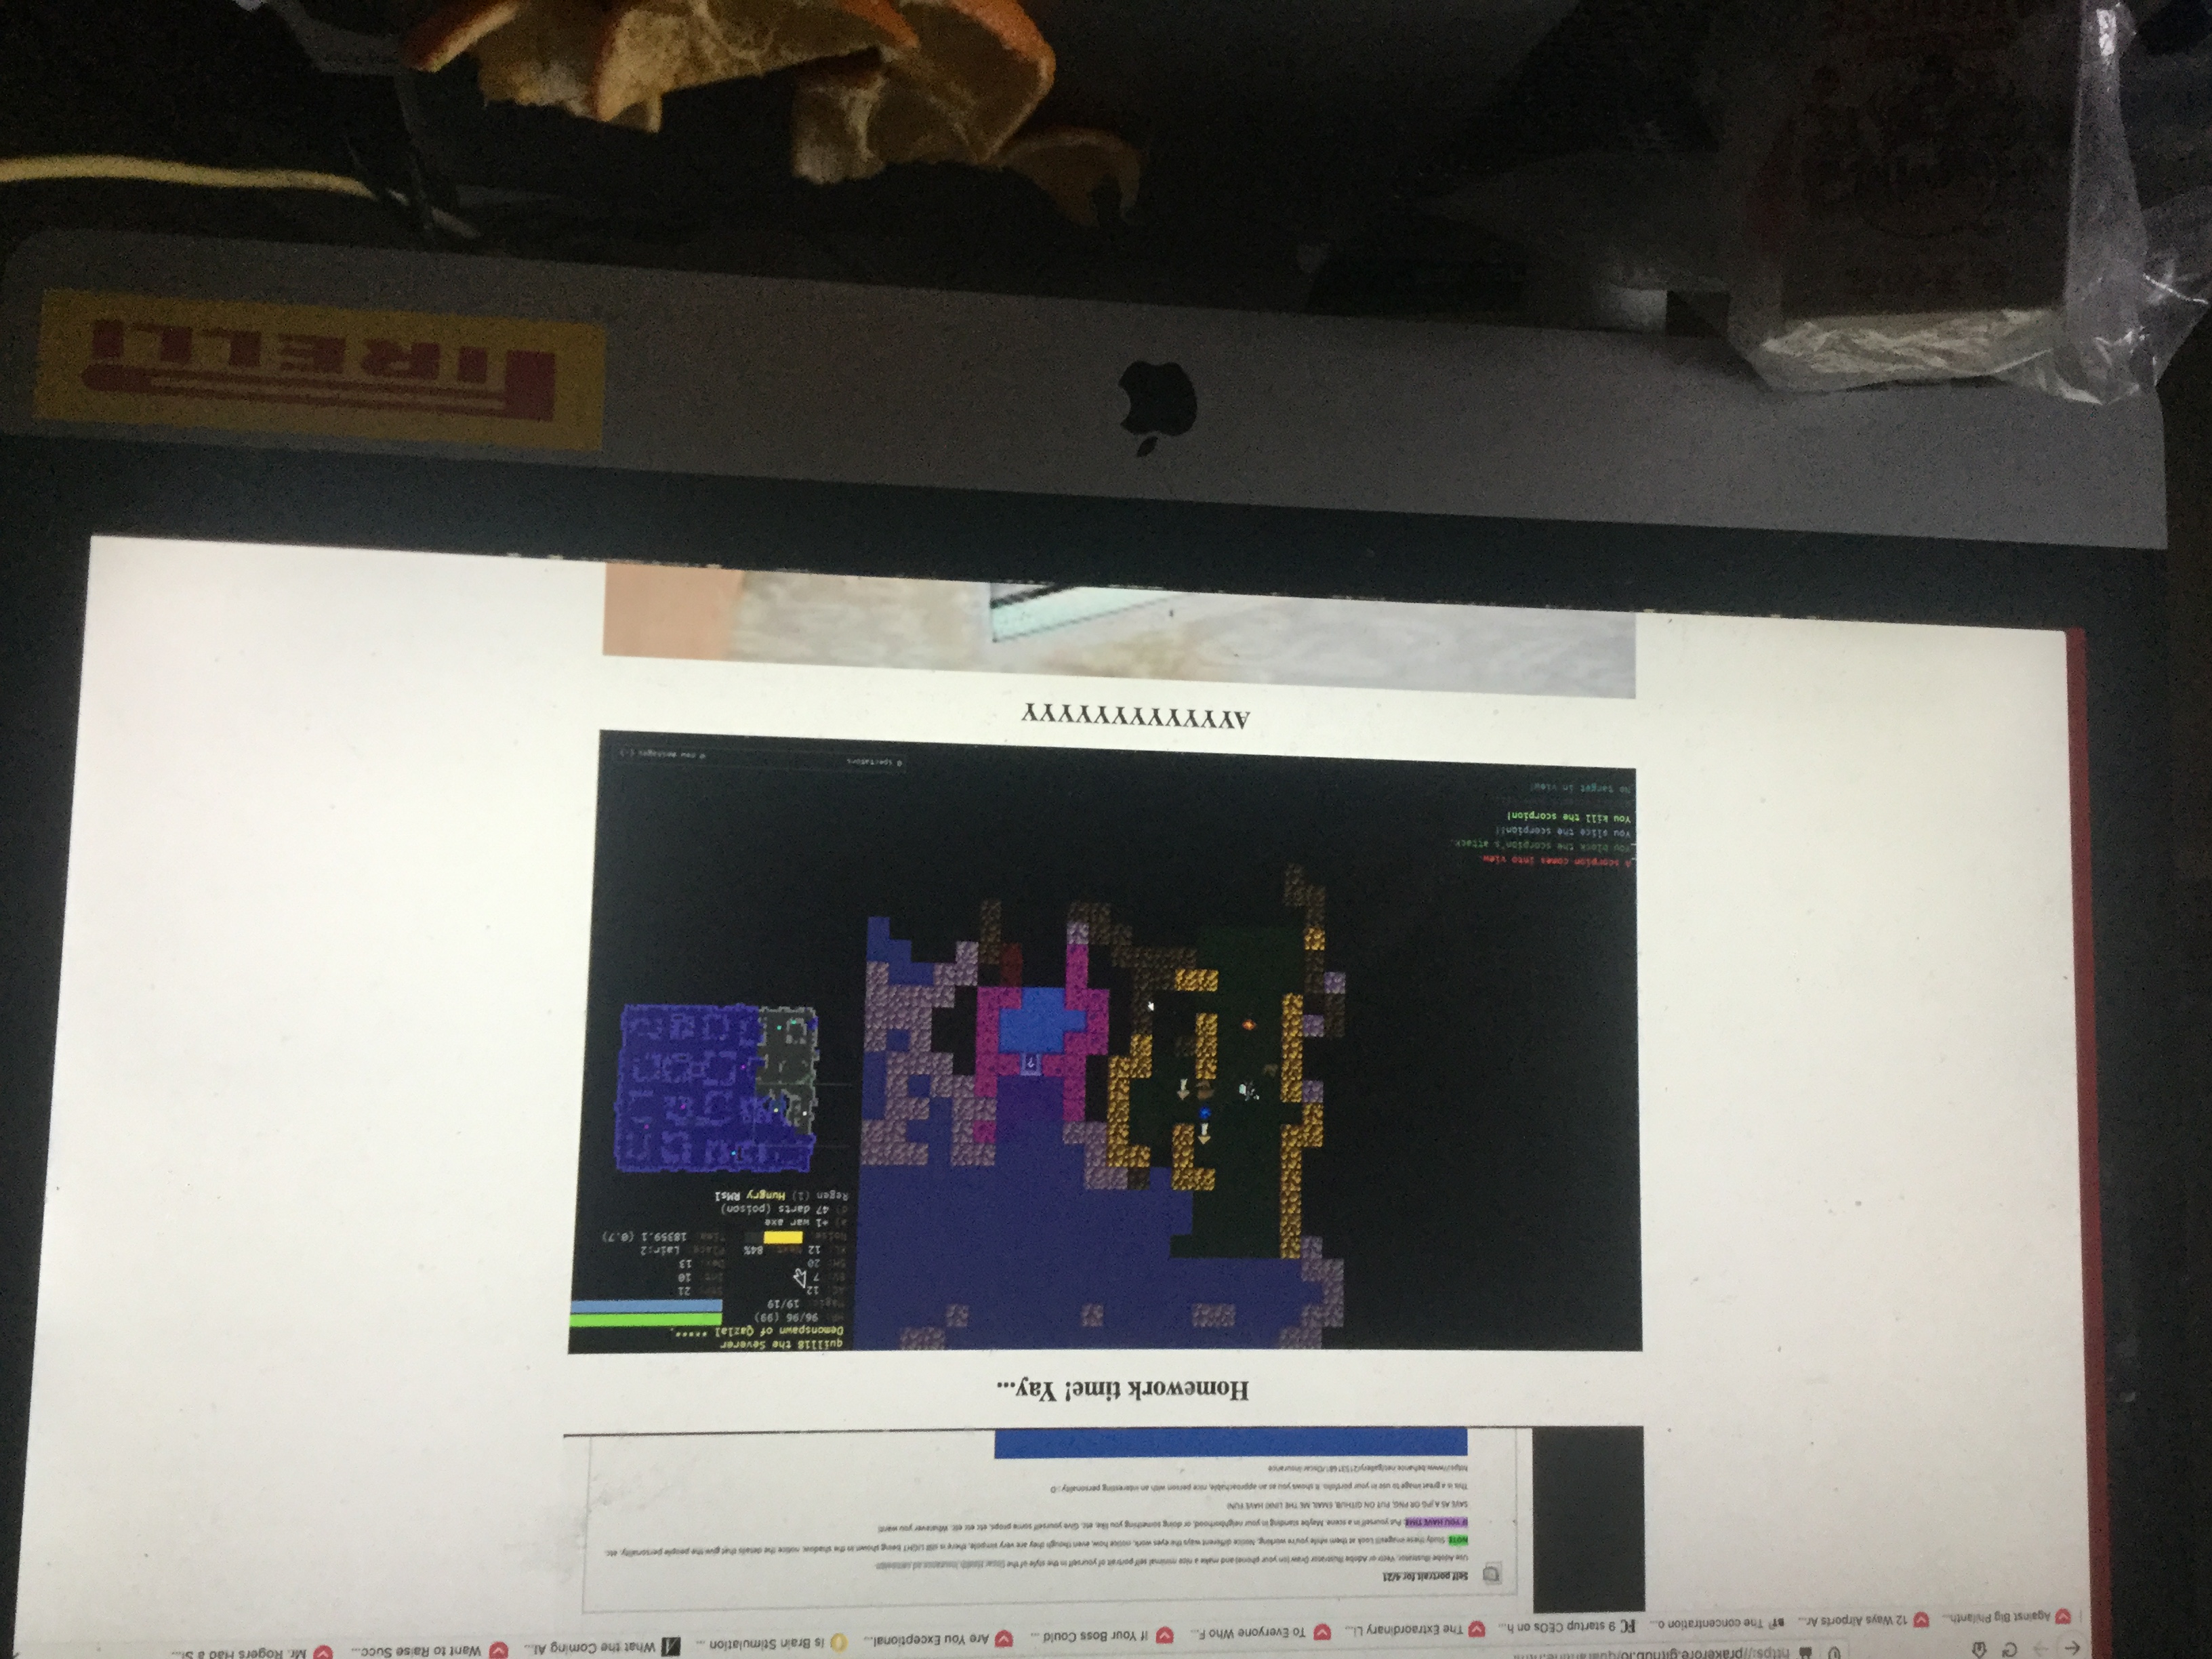 https://prakerore.github.io/quarantine.html
Against Big Philanth... 12 Ways Airports Ar... BT The concentration o... FC 9 startup CEOs on h... The Extraordinary Li... To Everyone Who F... If Your Boss Could ... Are You Exceptional... Is Brain Stimulation ... What the Coming AI... Want to Raise Succ... Mr. Rogers Had a Si...
Self portrait for 4/21
Use Adobe Illustrator, Vectr or Adobe Illustrator Draw (on your phone) and make a nice minimal self portrait of yourself in the style of the Oscar Health Insurance ad campaign.
NOTE: Study these images!! Look at them while you're working. Notice different ways the eyes work, notice how, even though they are very simpole, there is still LIGHT being shown in the shadow, notice the details that give the people personality, etc.
IF YOU HAVE TIME: Put yourself in a scene. Maybe standing in your neighborhood, or doing something you like, etc. Give yourself some props, etc etc etc. Whatever you want!
SAVE AS A JPG OR PNG, PUT ON GITHUB, EMAIL ME THE LINK! HAVE FUN!
This is a great image to use in your portfolio. It shows you as an approachable, nice person with an interesting personality :-D
Homework time! Yay...
quill18 the Severer
Demonspawn of Qazlal *****.
HP: 96/96 (99)
Magic: 19/19
AC: 12 Str: 21
EV: 7 Int: 10
SH: 20 Dex: 13
XL: 12 Next: 84% Place: Lair:2
Noise: Time: 18359.1 (0.7)
a) +1 war axe
d) 47 darts (poison)
Regen (1) Hungry RMsl
?
A scorpion comes into view.
You block the scorpion's attack.
You slice the scorpion!!
You kill the scorpion!
No target in view!
0 spectators
0 new messages (-)
AYYYYYYYYYYYYY
PIRELLI